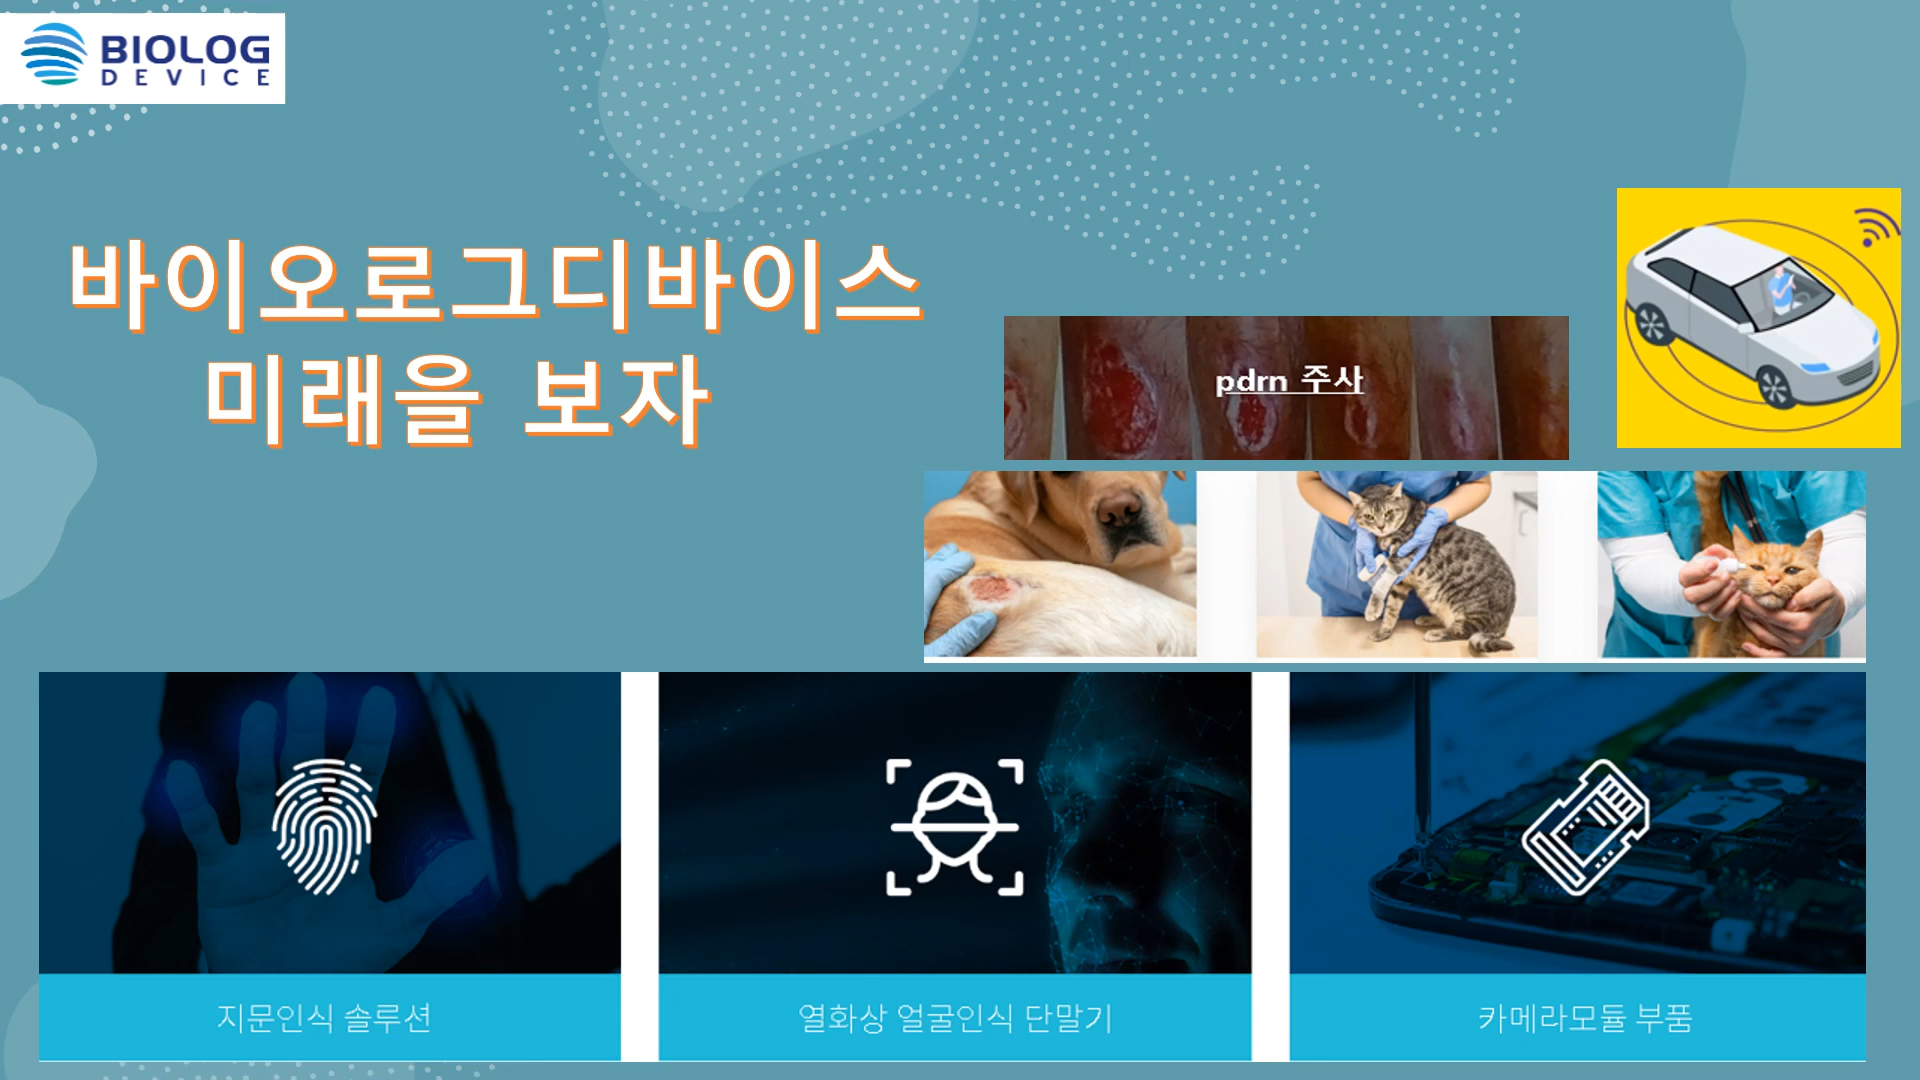 BIOLOG
DEVICE
바이오로그디바이스
미래을 보자
pdrn 주사
지문인식 솔루션
열화상 얼굴인식 단말기
카메라모듈 부품